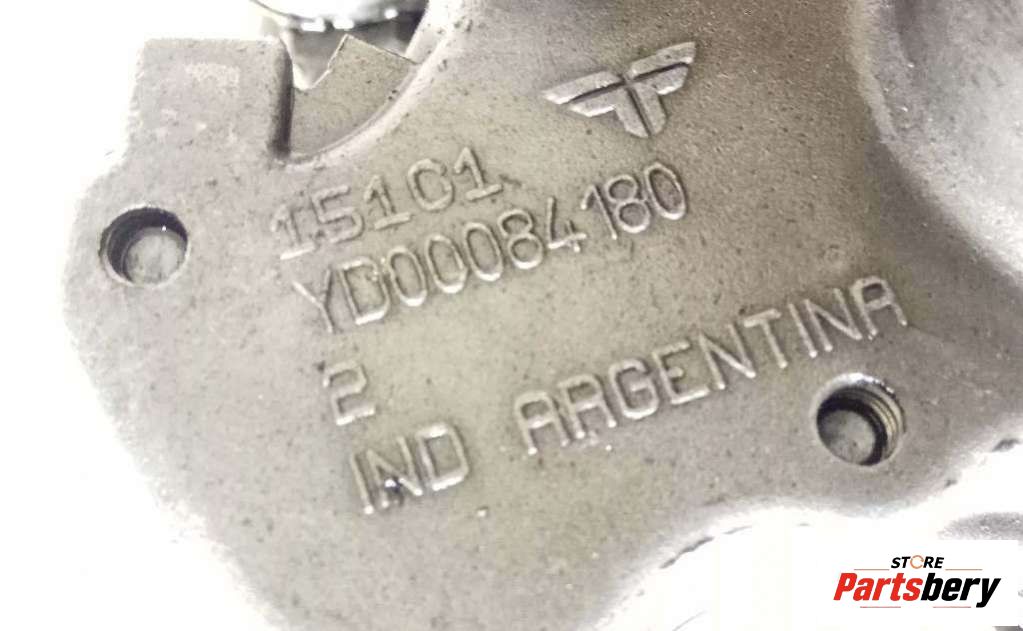 151C1
YD00084180
2
IND ARGENTINA
STORE
Partsbery